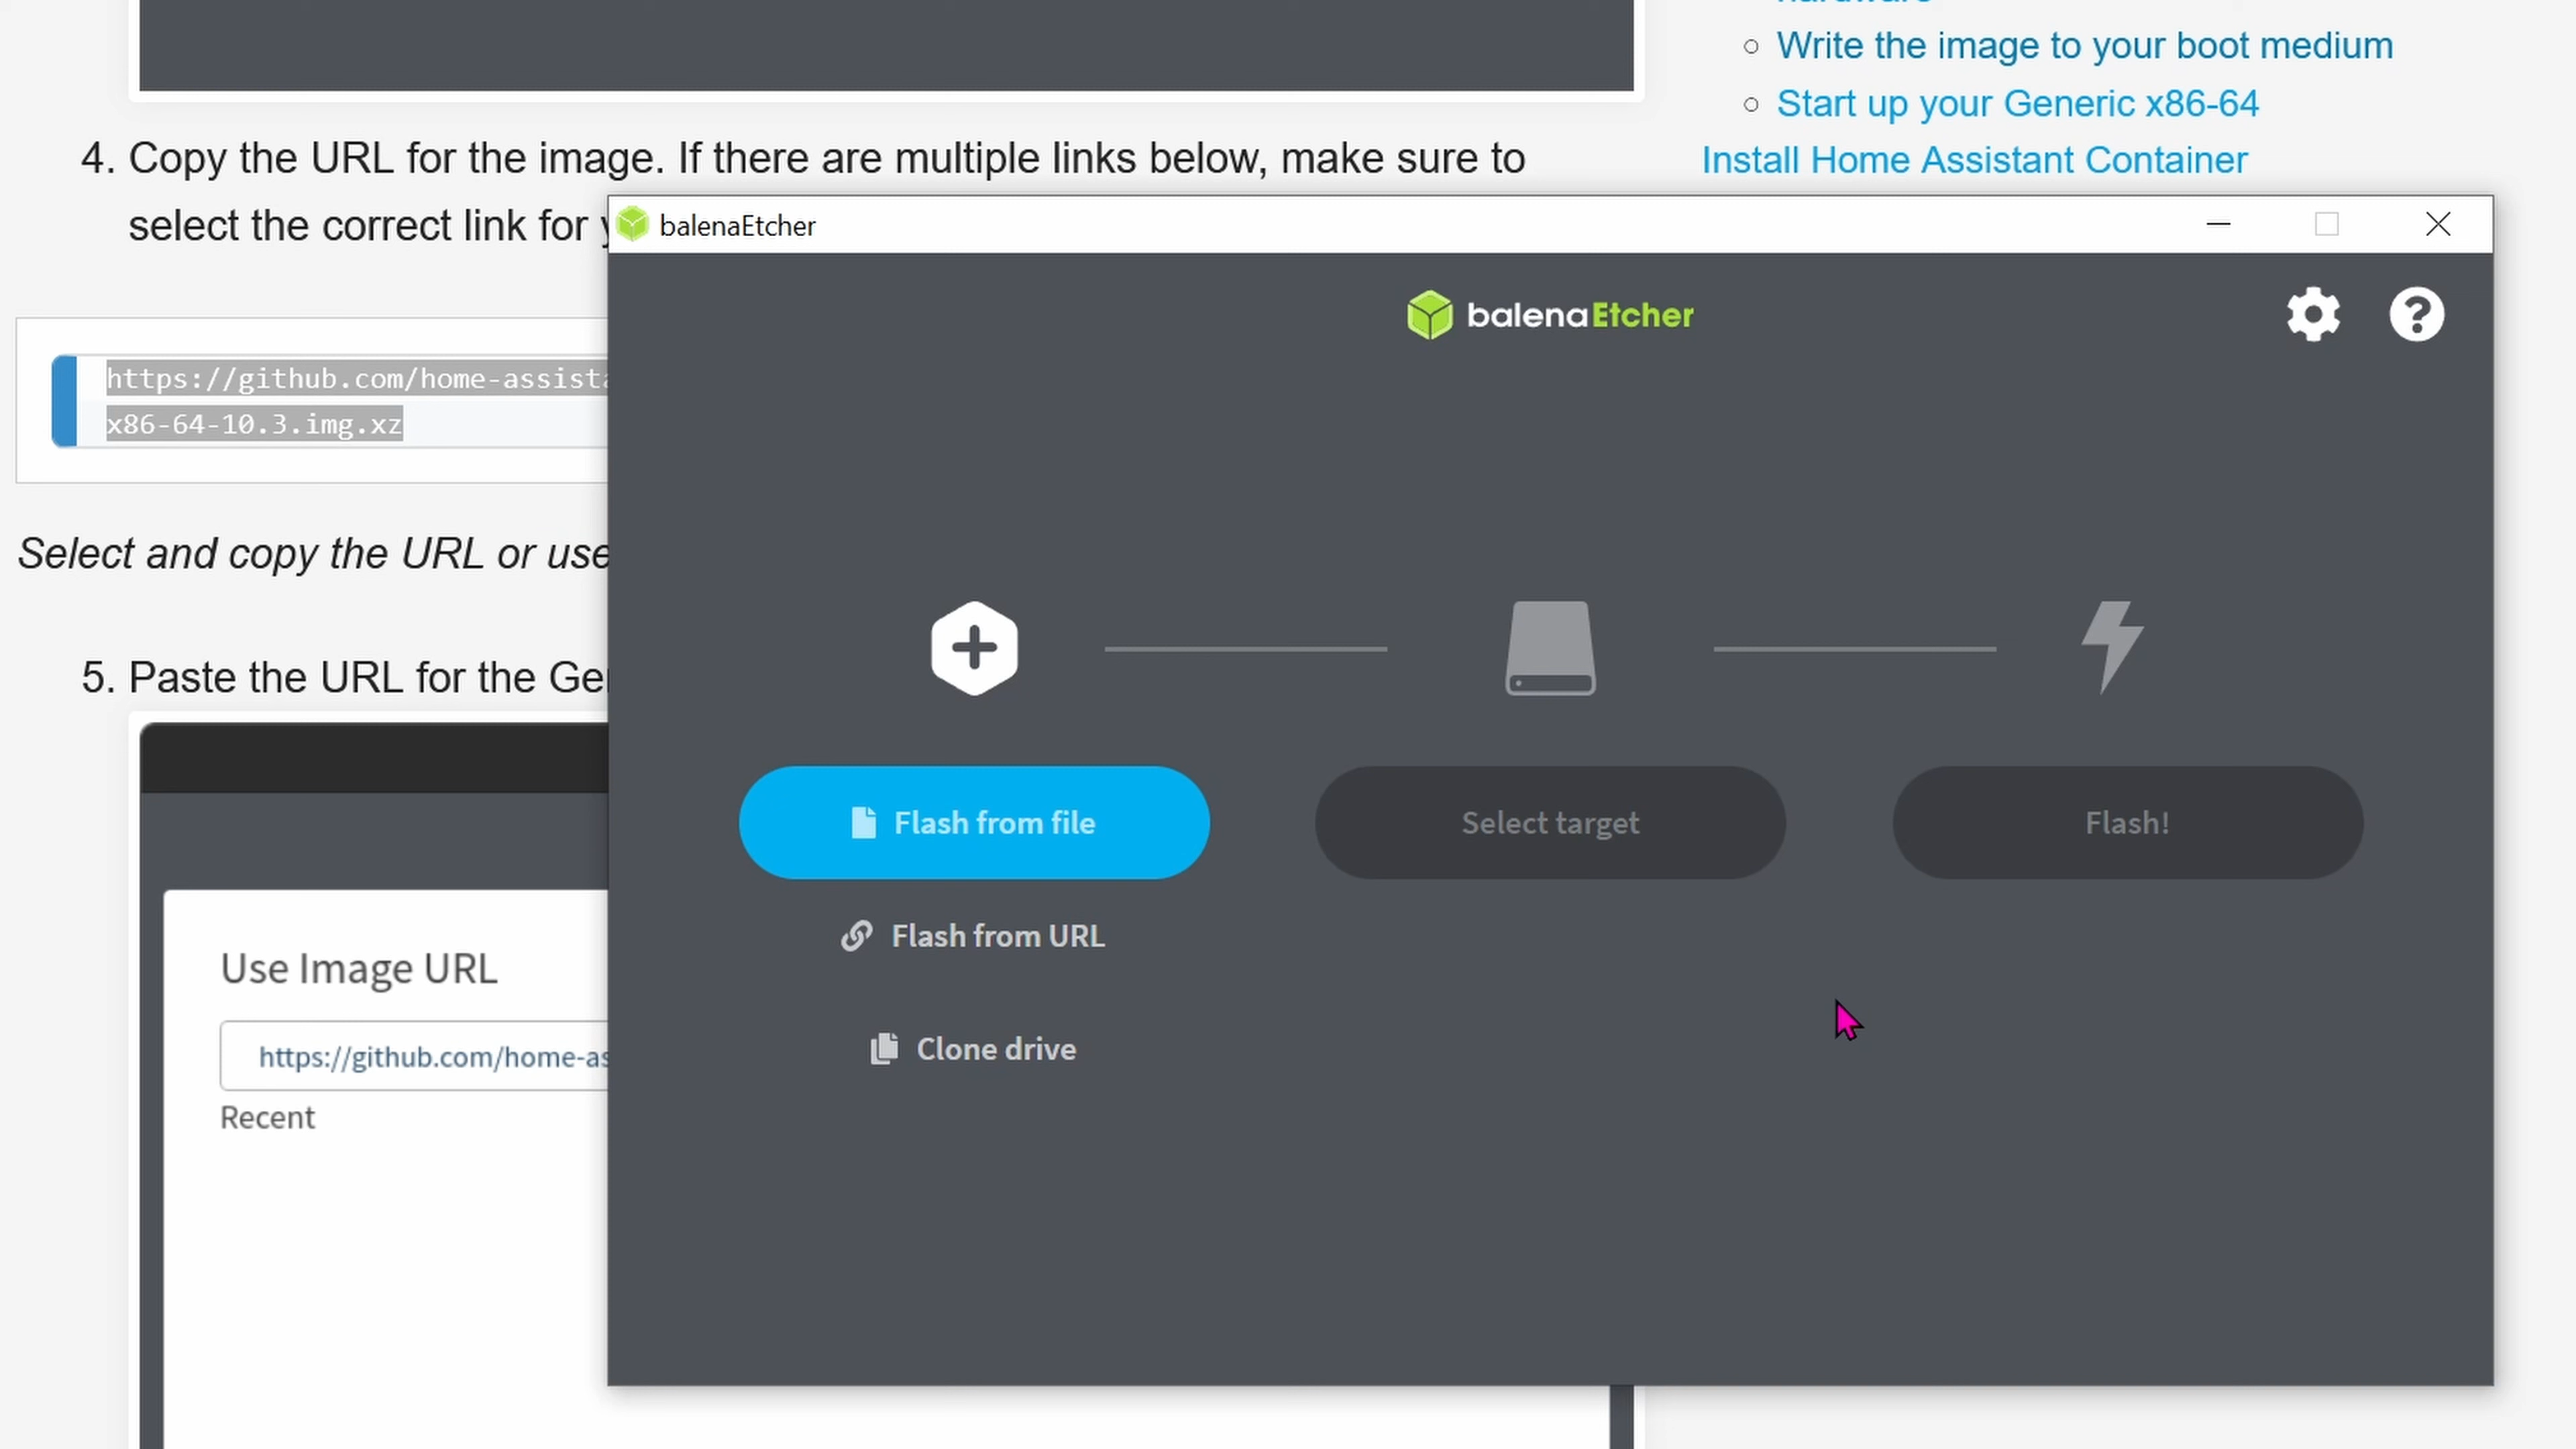 Write the image to your boot medium
Start up your Generic x86-64
Install Home Assistant Container
4. Copy the URL for the image. If there are multiple links below, make sure to
select the correct link for
https://github.com/home-assist
x86-64-10.3.img.xz
Select and copy the URL or use
5. Paste the URL for the
Use Image URL
https://github.com/home-as
Recent
balenaEtcher
balenaEtcher
Flash from file
Select target
Flash!
Flash from URL
Clone drive